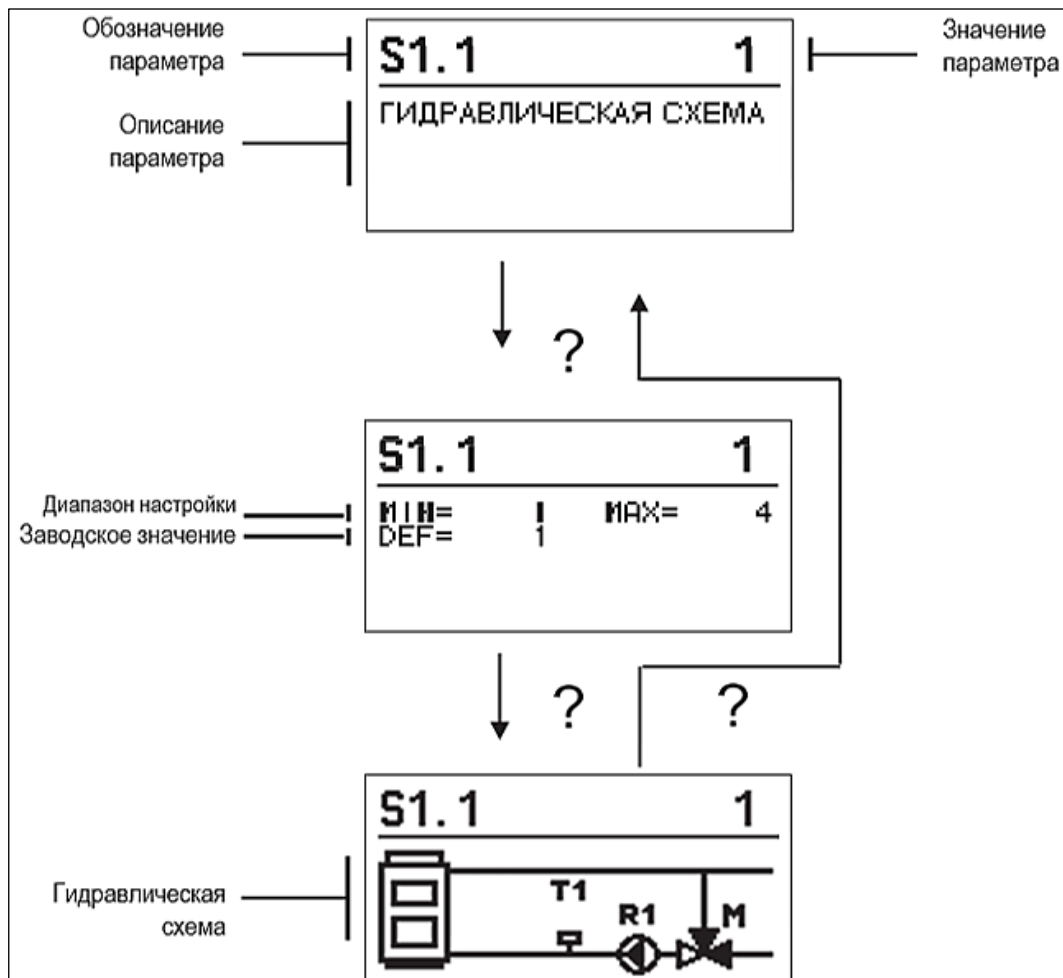 Обозначение
параметра
S1.1 1
Значение
параметра
Описание
параметра
ГИДРАВЛИЧЕСКАЯ СХЕМА
?
S1.1 1
Диапазон настройки
MIN= 1 MAX= 4
Заводское значение
DEF= 1
? ?
S1.1 1
Гидравлическая
схема
T1
R1
M